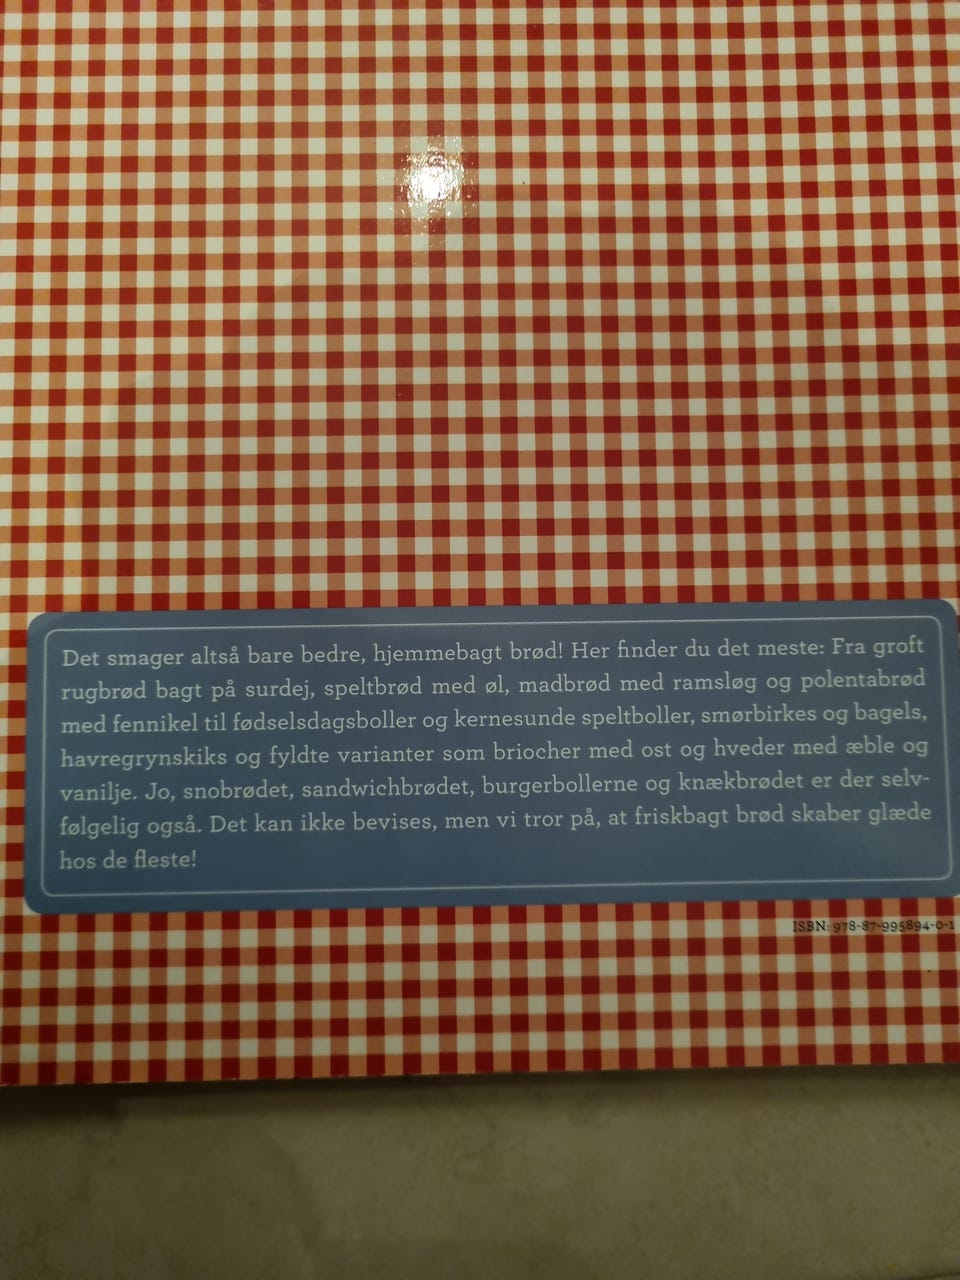 Det smager altså bare bedre, hjemmebagt brød! Her finder du det meste: Fra groft
rugbrød bagt på surdej, speltbrød med øl, madbrød med ramsløg og polentabrød
med fennikel til fødselsdagsboller og kernesunde speltboller, smørbirkes og bagels,
havregrynskiks og fyldte varianter som briocher med ost og hveder med æble og
vanilje. Jo, snobrødet, sandwichbrødet, burgerbollerne og knækbrødet er der selv-
følgelig også. Det kan ikke bevises, men vi tror på, at friskbagt brød skaber glæde
hos de fleste!
ISBN: 978-87-995894-0-1